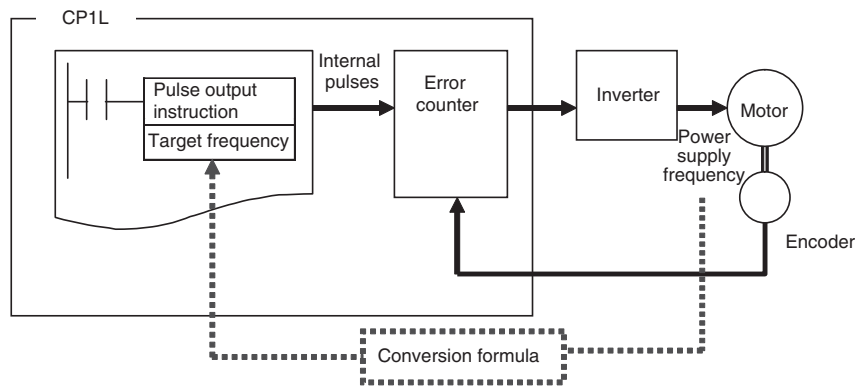 CP1L
Pulse output
instruction
Target frequency
Internal
pulses
Error
counter
Inverter
Motor
Power
supply
frequency
Encoder
Conversion formula